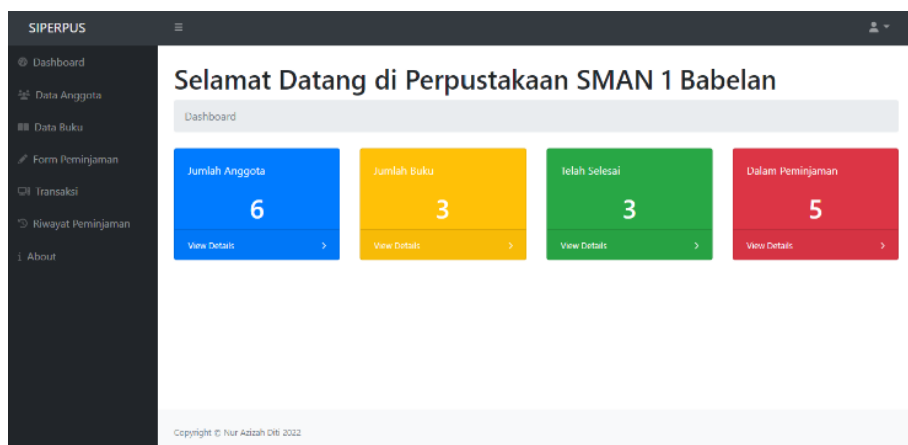 SIPERPUS
Dashboard
Data Anggota
Data Buku
Form Peminjaman
Transaksi
Riwayat Peminjaman
About
Selamat Datang di Perpustakaan SMAN 1 Babelan
Dashboard
Jumlah Anggota
6
View Details
Jumlah Buku
3
View Details
Telah Selesai
3
View Details
Dalam Peminjaman
5
View Details
Copyright © Nur Azizah Diti 2022